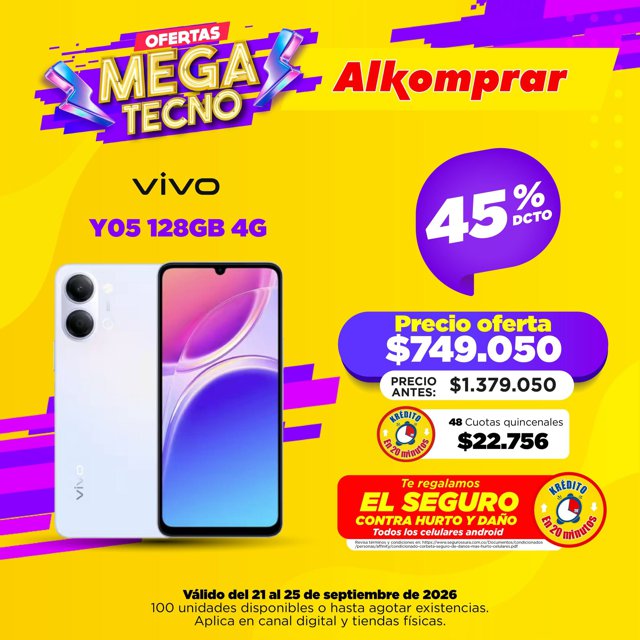 OFERTAS
MEGA
TECNO
Alkomprar
vivo
Y05 128GB 4G
45%
DCTO
Precio oferta
$749.050
PRECIO
ANTES: $1.379.050
KRÉDITO
En 20 minutos
48 Cuotas quincenales
$22.756
Te regalamos
EL SEGURO
CONTRA HURTO Y DAÑO
Todos los celulares android
KRÉDITO
En 20 minutos
vivo
Válido del 21 al 25 de septiembre de 2026
100 unidades disponibles o hasta agotar existencias.
Aplica en canal digital y tiendas físicas.